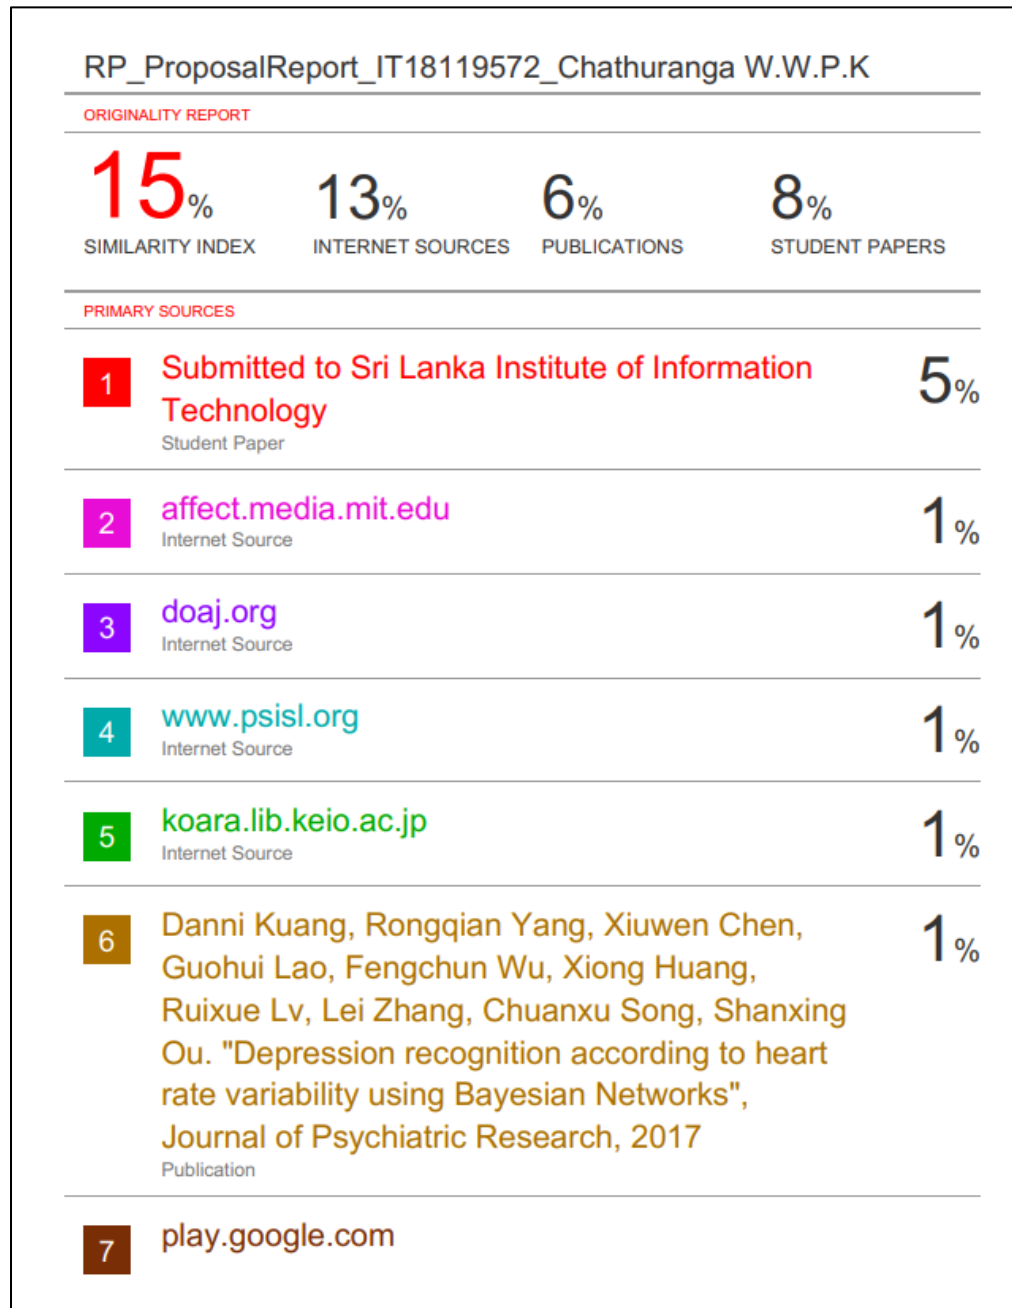 RP_ProposalReport_IT18119572_Chathuranga W.W.P.K
ORIGINALITY REPORT
15% 13% 6% 8%
SIMILARITY INDEX INTERNET SOURCES PUBLICATIONS STUDENT PAPERS
PRIMARY SOURCES
1 Submitted to Sri Lanka Institute of Information 5%
Technology
Student Paper
2 affect.media.mit.edu 1%
Internet Source
3 doaj.org 1%
Internet Source
4 www.psisl.org 1%
Internet Source
5 koara.lib.keio.ac.jp 1%
Internet Source
6 Danni Kuang, Rongqian Yang, Xiuwen Chen, 1%
Guohui Lao, Fengchun Wu, Xiong Huang,
Ruixue Lv, Lei Zhang, Chuanxu Song, Shanxing
Ou. "Depression recognition according to heart
rate variability using Bayesian Networks",
Journal of Psychiatric Research, 2017
Publication
7 play.google.com